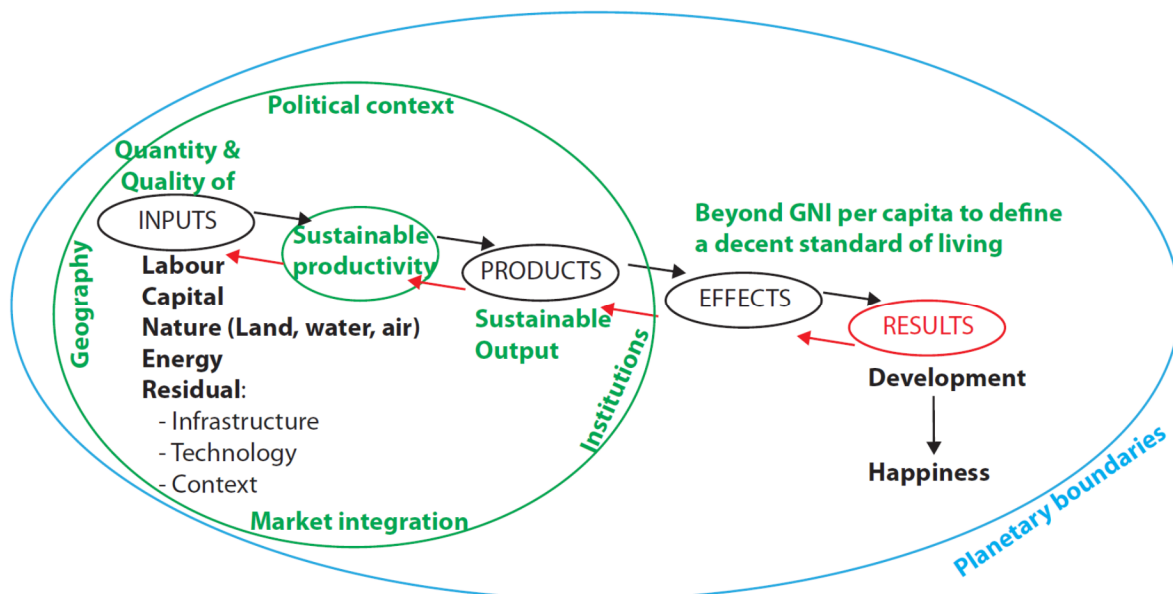 Political context
Quantity &
Quality of
INPUTS
Sustainable
productivity
PRODUCTS
Sustainable
Output
Beyond GNI per capita to define
a decent standard of living
EFFECTS
RESULTS
Development
Happiness
Geography
Labour
Capital
Nature (Land, water, air)
Energy
Residual:
- Infrastructure
- Technology
- Context
Institutions
Market integration
Planetary boundaries